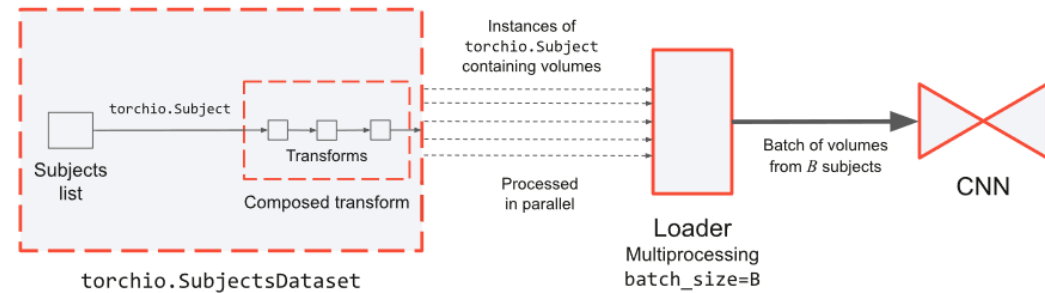 torchio.Subject
Subjects
list
Transforms
Composed transform
torchio.SubjectsDataset
Instances of
torchio.Subject
containing volumes
Processed
in parallel
Loader
Multiprocessing
batch_size=B
Batch of volumes
from B subjects
CNN